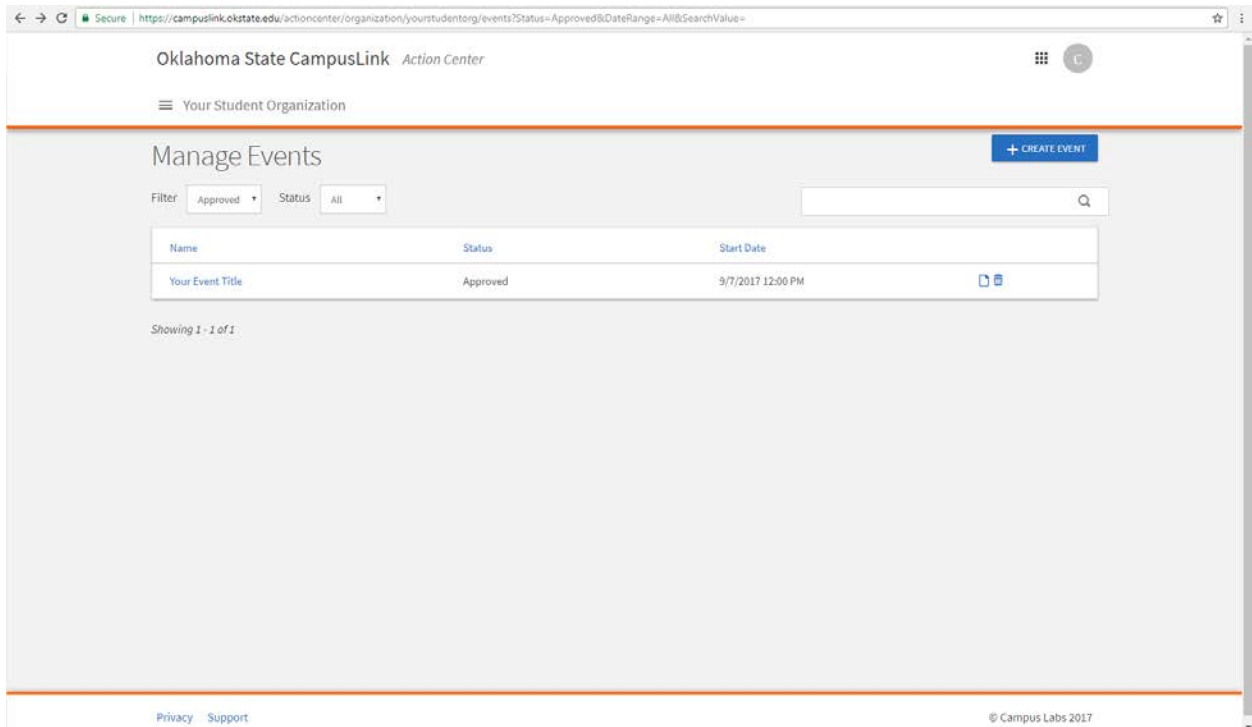 Secure https://campuslink.okstate.edu/actioncenter/organization/yourstudentorg/events?Status=Approved&DateRange=All&SearchValue=
Oklahoma State CampusLink Action Center
C
Your Student Organization
Manage Events
+ CREATE EVENT
Filter Approved Status All
Name Status Start Date
Your Event Title Approved 9/7/2017 12:00 PM
Showing 1 - 1 of 1
Privacy Support © Campus Labs 2017